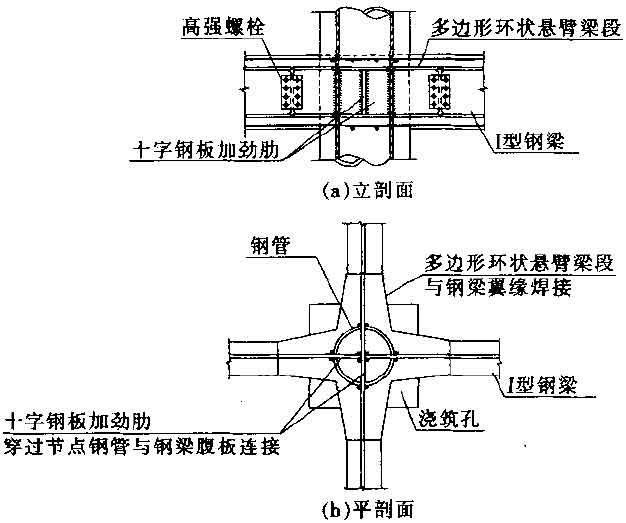 高强螺栓
多边形环状悬臂梁段
十字钢板加劲肋
I型钢梁
(a)立剖面
钢管
多边形环状悬臂梁段
与钢梁翼缘焊接
I型钢梁
十字钢板加劲肋
穿过节点钢管与钢梁腹板连接
浇筑孔
(b)平剖面